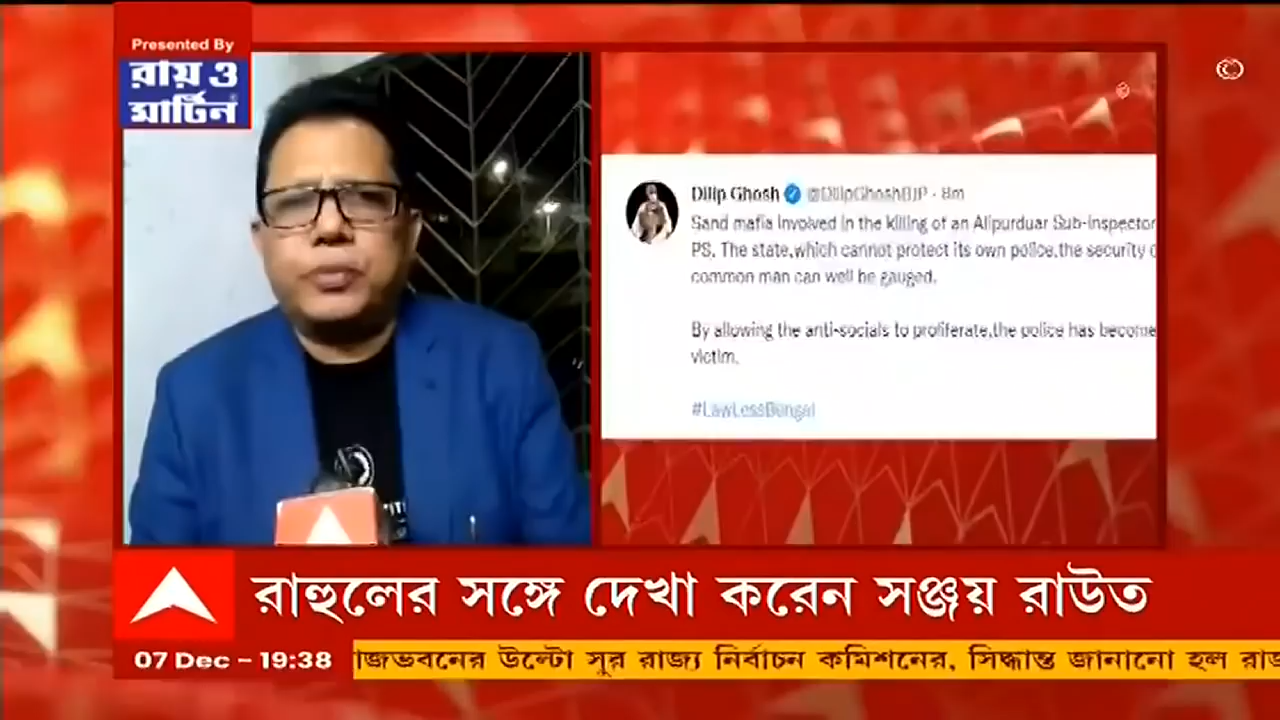 Presented By
রায় ও
মার্টিন
Dilip Ghosh @DilipGhoshBJP · 8m
Sand mafia involved in the killing of an Alipurduar Sub-inspector
PS. The state,which cannot protect its own police,the security
common man can well be gauged.
By allowing the anti-socials to proliferate,the police has become
victim.
#LawLessBengal
রাহুলের সঙ্গে দেখা করেন সঞ্জয় রাউত
07 Dec – 19:38
াজভবনের উল্টো সুর রাজ্য নির্বাচন কমিশনের, সিদ্ধান্ত জানানো হল রাজ